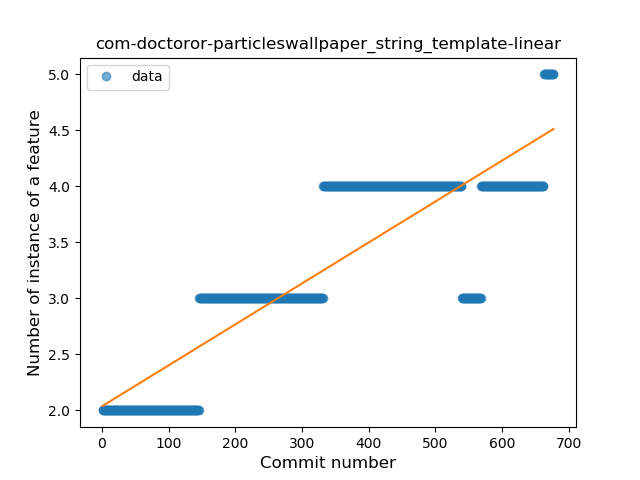 com-doctoror-particleswallpaper_string_template-linear
data
Number of instance of a feature
5.0
4.5
4.0
3.5
3.0
2.5
2.0
0 100 200 300 400 500 600 700
Commit number